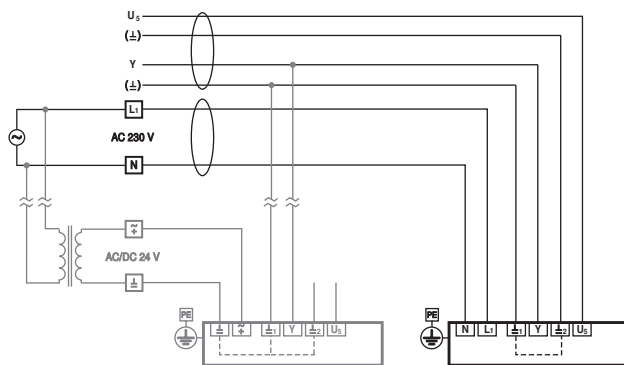 U5
(⊥)
Y
(⊥)
L1
AC 230 V
N
~
+
AC/DC 24 V
⊥
PE
⊥ ~+ ⊥1 Y ⊥2 U5
PE
N L1 ⊥1 Y ⊥2 U5